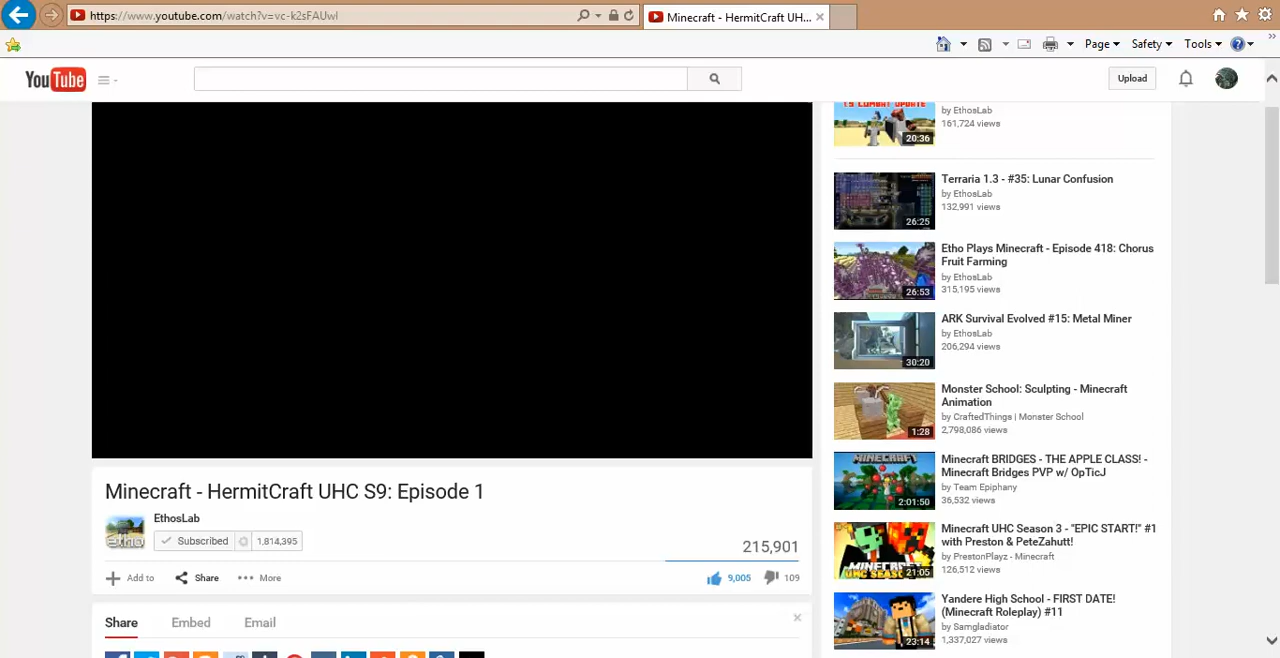 https://www.youtube.com/watch?v=vc-k2sFAUwI
Minecraft - HermitCraft UH...
Page
Safety
Tools
YouTube
Upload
by EthosLab
161,724 views
20:36
Terraria 1.3 - #35: Lunar Confusion
by EthosLab
132,991 views
26:25
Etho Plays Minecraft - Episode 418: Chorus
Fruit Farming
by EthosLab
315,195 views
26:53
ARK Survival Evolved #15: Metal Miner
by EthosLab
206,294 views
30:20
Monster School: Sculpting - Minecraft
Animation
by CraftedThings | Monster School
2,798,086 views
1:28
Minecraft BRIDGES - THE APPLE CLASS! -
Minecraft Bridges PVP w/ OpTicJ
by Team Epiphany
36,532 views
MINECRAFT
2:01:50
Minecraft UHC Season 3 - "EPIC START!" #1
with Preston & PeteZahutt!
by PrestonPlayz - Minecraft
126,512 views
21:05
Yandere High School - FIRST DATE!
(Minecraft Roleplay) #11
by Samgladiator
1,337,027 views
23:14
Minecraft - HermitCraft UHC S9: Episode 1
EthosLab
Subscribed 1,814,395
215,901
Add to Share More
9,005 109
Share Embed Email